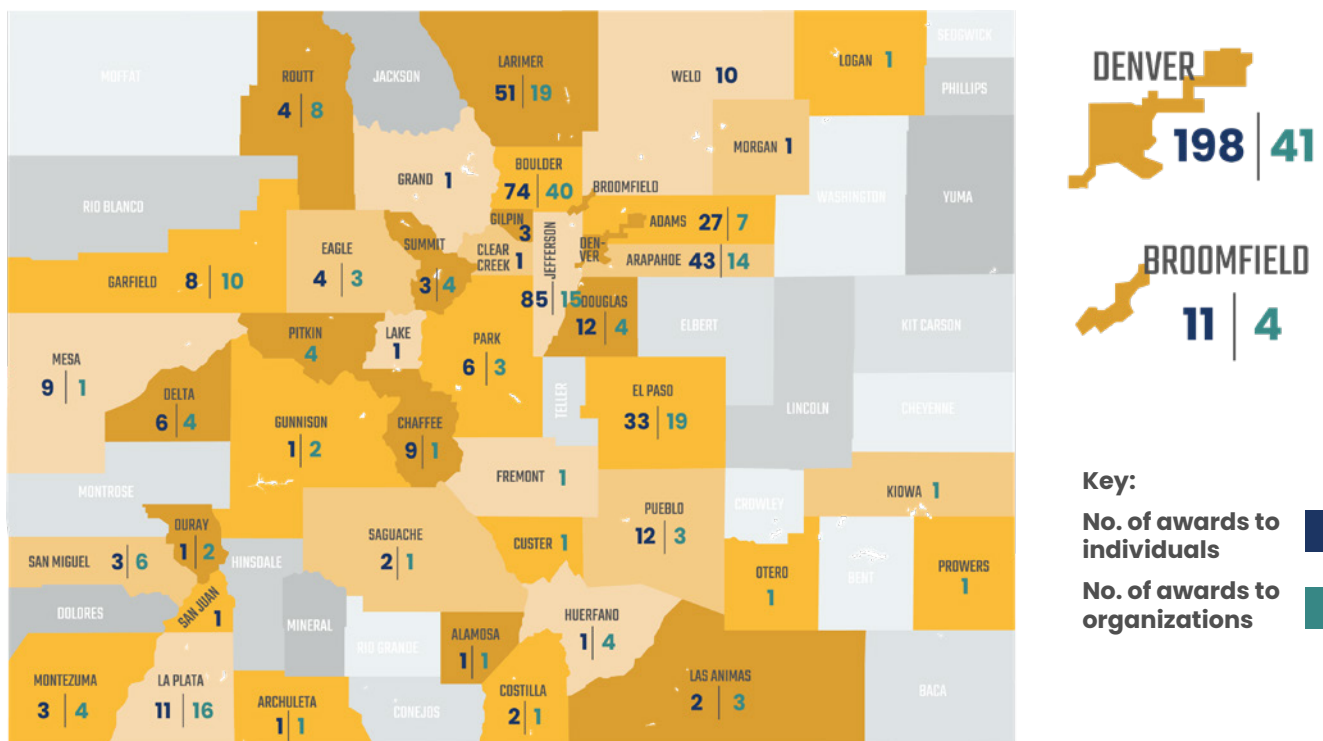 MOFFAT
ROUTT
4 | 8
JACKSON
LARIMER
51 | 19
WELD 10
LOGAN 1
SEDGWICK
PHILLIPS
MORGAN 1
RIO BLANCO
GRAND 1
BOULDER
74 | 40
BROOMFIELD
WASHINGTON
YUMA
GARFIELD 8 | 10
EAGLE
4 | 3
SUMMIT
3 | 4
GILPIN
3
CLEAR
CREEK 1
JEFFERSON
85 | 15
DEN-
VER
ADAMS 27 | 7
ARAPAHOE 43 | 14
DOUGLAS
12 | 4
ELBERT
KIT CARSON
MESA
9 | 1
PITKIN
4
LAKE
1
PARK
6 | 3
DELTA
6 | 4
GUNNISON
1 | 2
CHAFFEE
9 | 1
TELLER
EL PASO
33 | 19
LINCOLN
CHEYENNE
MONTROSE
FREMONT 1
PUEBLO
12 | 3
CROWLEY
KIOWA 1
OURAY
1 | 2
SAN MIGUEL 3 | 6
HINSDALE
SAGUACHE
2 | 1
CUSTER 1
OTERO
1
BENT
PROWERS
1
DOLORES
SAN JUAN 1
MINERAL
RIO GRANDE
ALAMOSA
1 | 1
HUERFANO
1 | 4
MONTEZUMA
3 | 4
LA PLATA
11 | 16
ARCHULETA
1 | 1
CONEJOS
COSTILLA
2 | 1
LAS ANIMAS
2 | 3
BACA
DENVER
198 | 41
BROOMFIELD
11 | 4
Key:
No. of awards to
individuals
No. of awards to
organizations